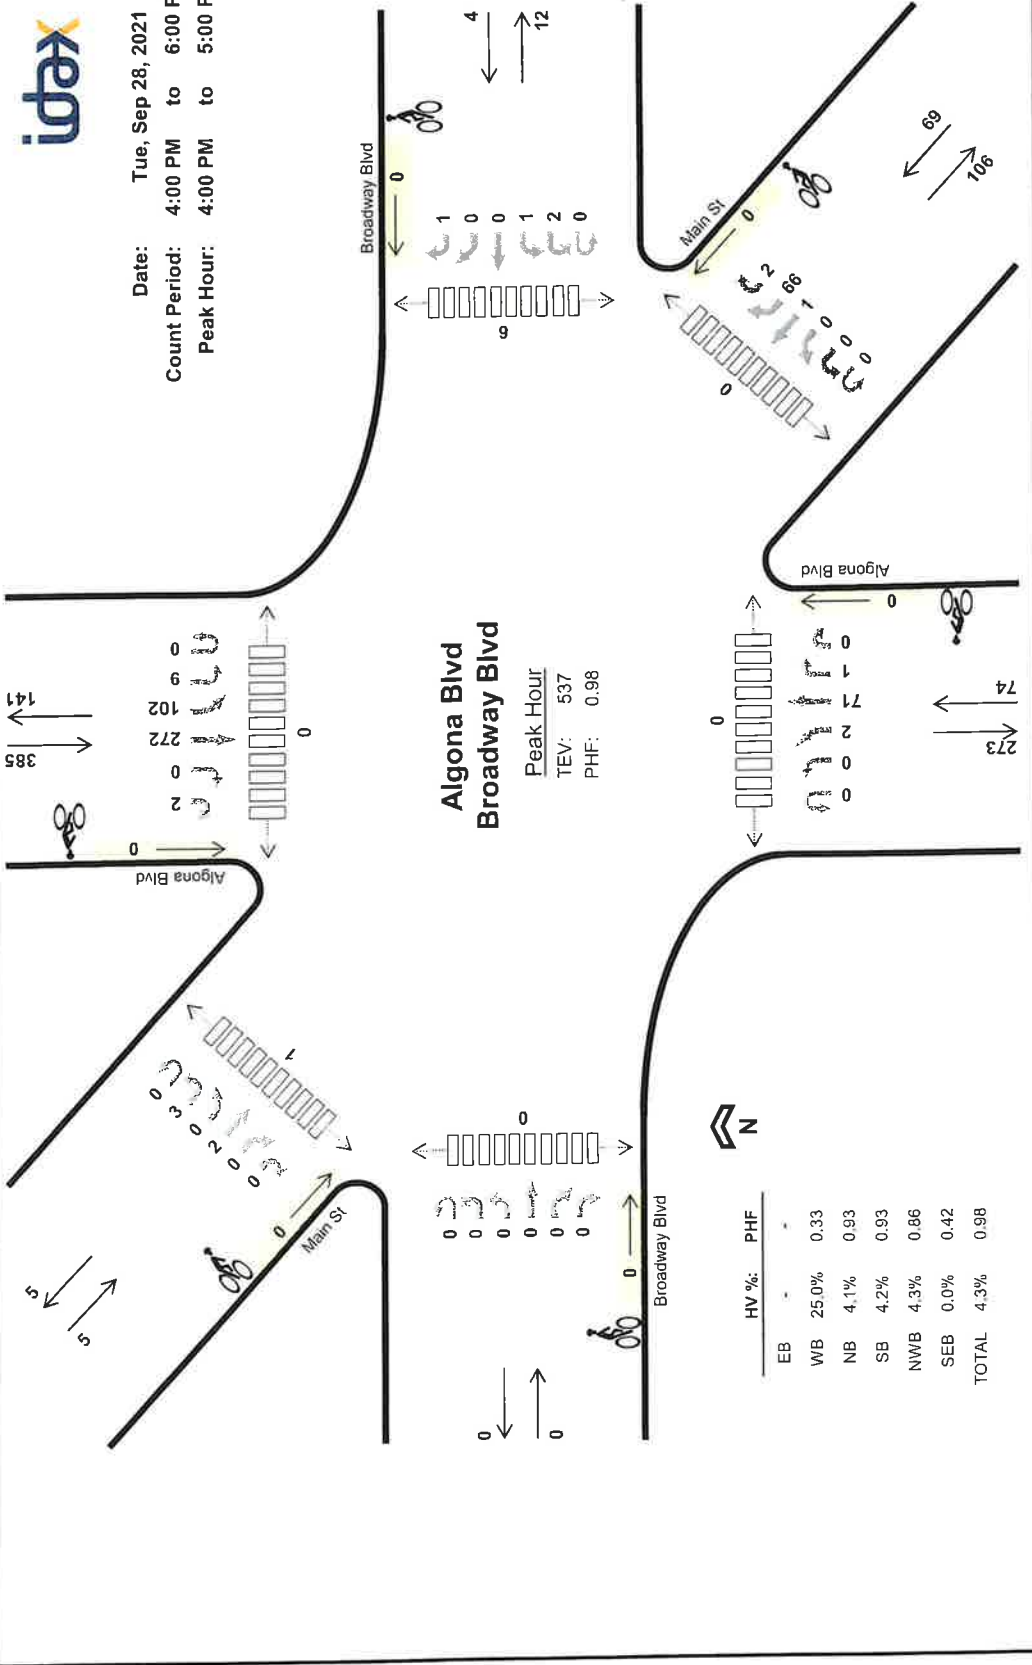 idax
Date: Tue, Sep 28, 2021
Count Period: 4:00 PM to 6:00
Peak Hour: 4:00 PM to 5:00
385
141
Algona Blvd
0
2
0
272
102
9
0
0
5
5
Main St
0
0
3
0
2
0
0
1
Broadway Blvd
0
1
0
0
1
2
0
9
4
12
Algona Blvd
Broadway Blvd
Peak Hour
TEV: 537
PHF: 0.98
0
0
Broadway Blvd
0
0
0
0
0
0
0
0
Main St
0
2
66
1
0
0
0
0
69
106
Algona Blvd
0
0
0
0
2
71
1
0
273
74
N
HV %: PHF
EB - -
WB 25.0% 0.33
NB 4.1% 0.93
SB 4.2% 0.93
NWB 4.3% 0.86
SEB 0.0% 0.42
TOTAL 4.3% 0.98